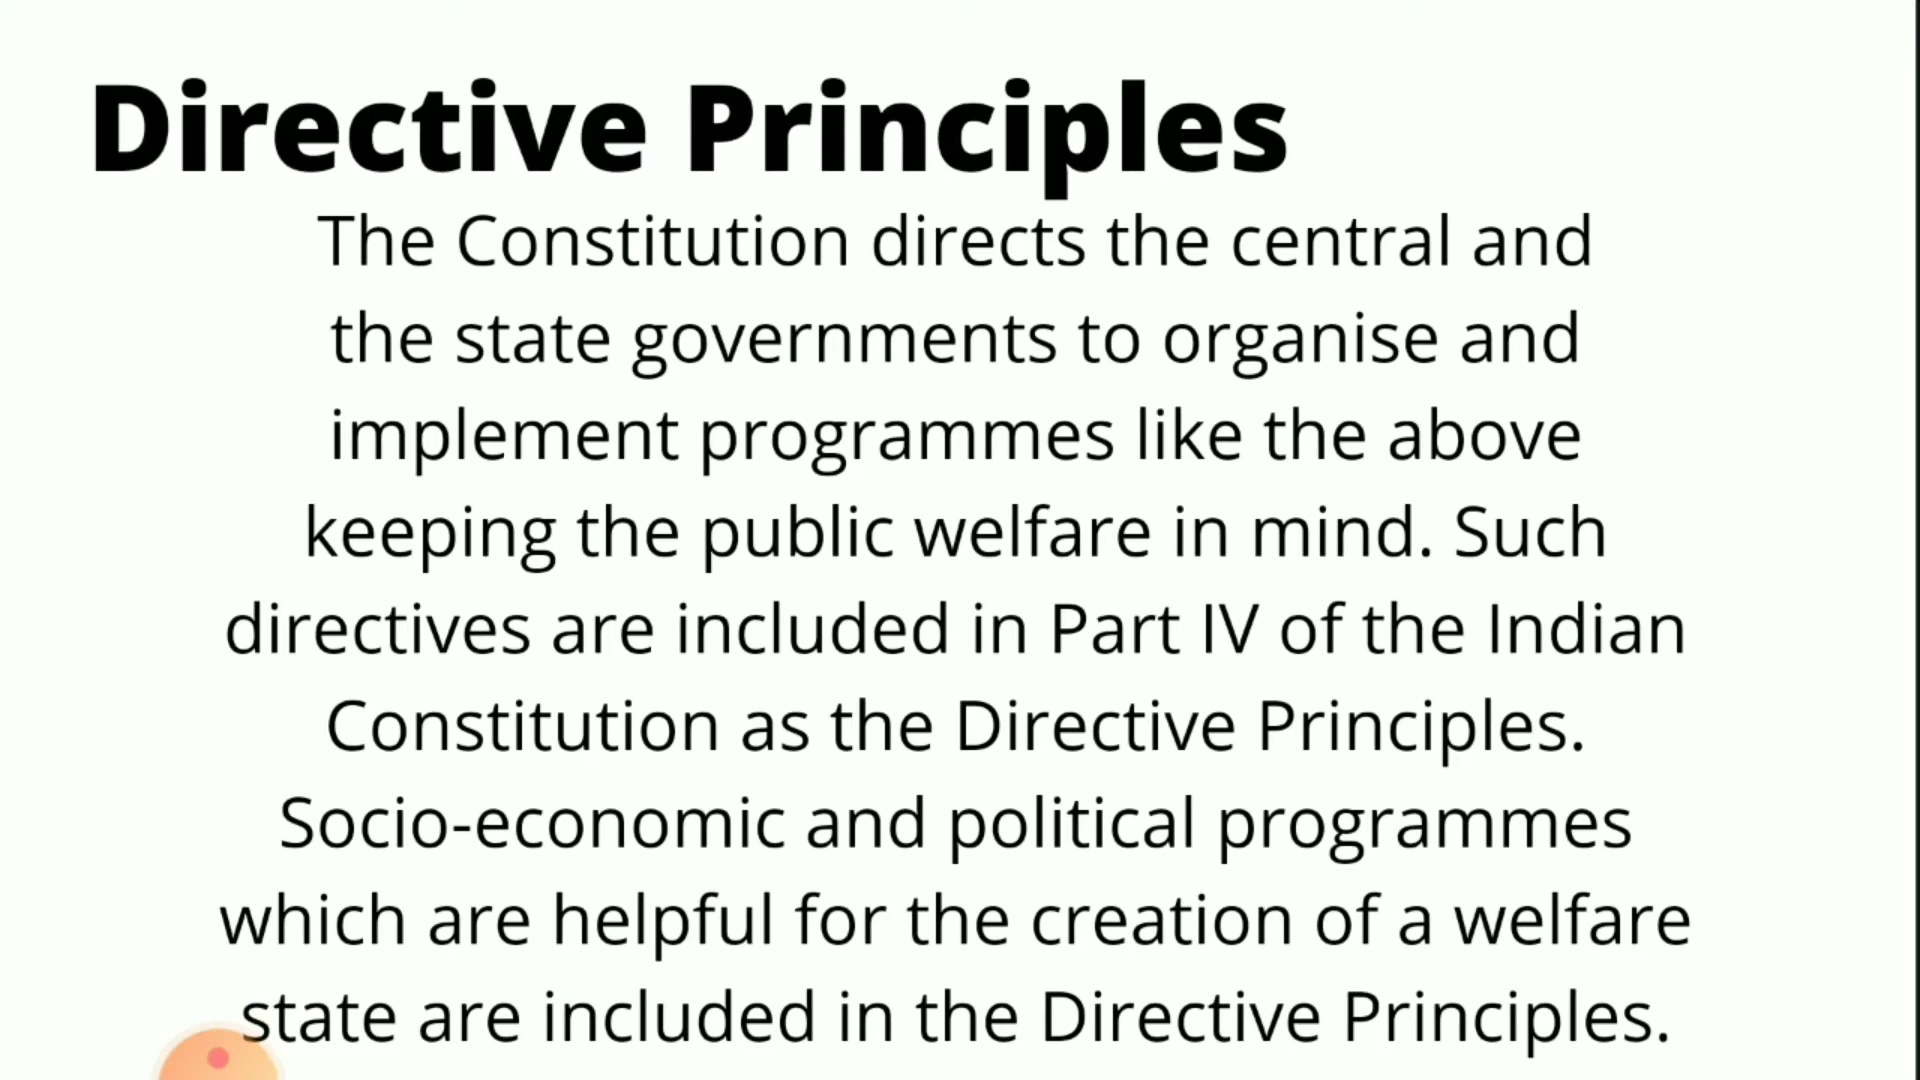 Directive Principles
The Constitution directs the central and
the state governments to organise and
implement programmes like the above
keeping the public welfare in mind. Such
directives are included in Part IV of the Indian
Constitution as the Directive Principles.
Socio-economic and political programmes
which are helpful for the creation of a welfare
state are included in the Directive Principles.